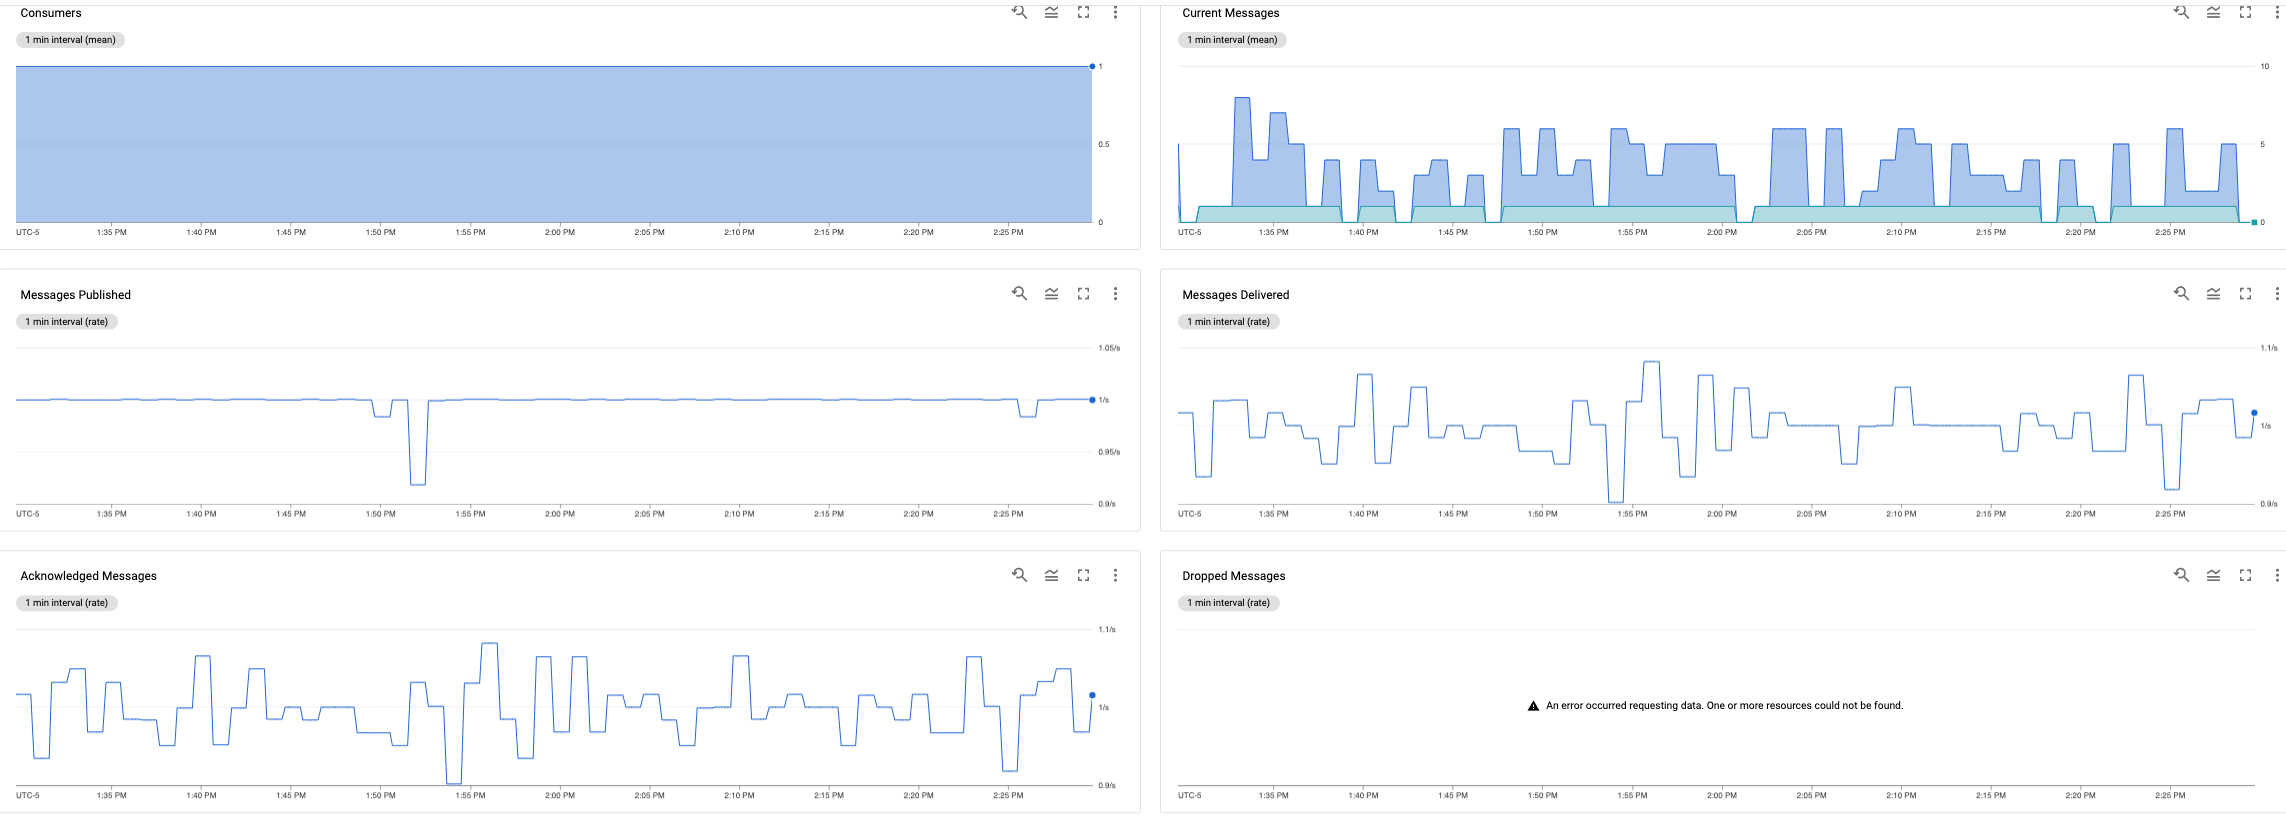 Consumers
1 min interval (mean)
1
0.5
0
UTC-5 1:35 PM 1:40 PM 1:45 PM 1:50 PM 1:55 PM 2:00 PM 2:05 PM 2:10 PM 2:15 PM 2:20 PM 2:25 PM
Current Messages
1 min interval (mean)
10
5
0
UTC-5 1:35 PM 1:40 PM 1:45 PM 1:50 PM 1:55 PM 2:00 PM 2:05 PM 2:10 PM 2:15 PM 2:20 PM 2:25 PM
Messages Published
1 min interval (rate)
1.05/s
1/s
0.95/s
0.9/s
UTC-5 1:35 PM 1:40 PM 1:45 PM 1:50 PM 1:55 PM 2:00 PM 2:05 PM 2:10 PM 2:15 PM 2:20 PM 2:25 PM
Messages Delivered
1 min interval (rate)
1.1/s
1/s
0.9/s
UTC-5 1:35 PM 1:40 PM 1:45 PM 1:50 PM 1:55 PM 2:00 PM 2:05 PM 2:10 PM 2:15 PM 2:20 PM 2:25 PM
Acknowledged Messages
1 min interval (rate)
1.1/s
1/s
0.9/s
UTC-5 1:35 PM 1:40 PM 1:45 PM 1:50 PM 1:55 PM 2:00 PM 2:05 PM 2:10 PM 2:15 PM 2:20 PM 2:25 PM
Dropped Messages
1 min interval (rate)
An error occurred requesting data. One or more resources could not be found.
UTC-5 1:35 PM 1:40 PM 1:45 PM 1:50 PM 1:55 PM 2:00 PM 2:05 PM 2:10 PM 2:15 PM 2:20 PM 2:25 PM